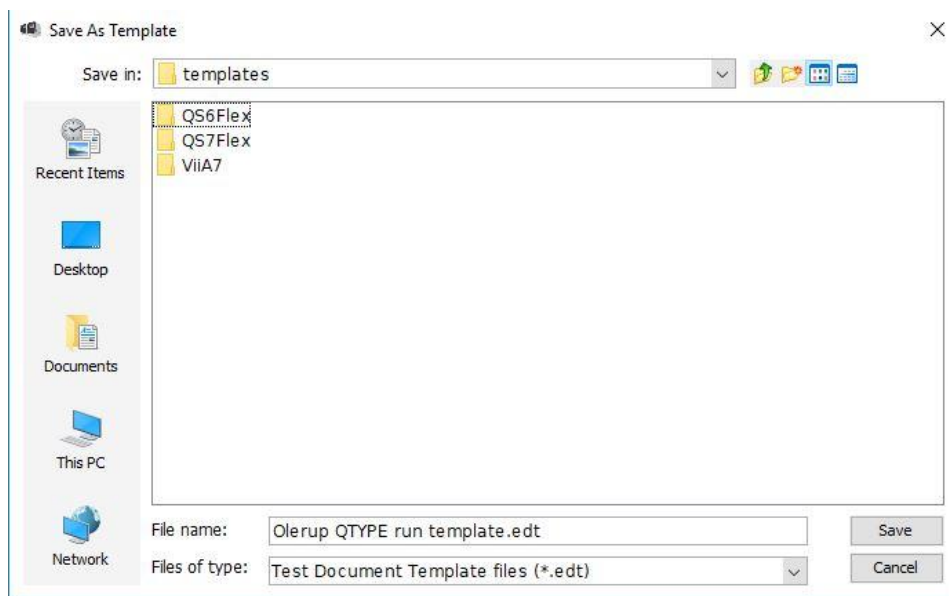 Save As Template
Save in: templates
QS6Flex
QS7Flex
ViiA7
Recent Items
Desktop
Documents
This PC
Network
File name: Olerup QTYPE run template.edt Save
Files of type: Test Document Template files (*.edt) Cancel